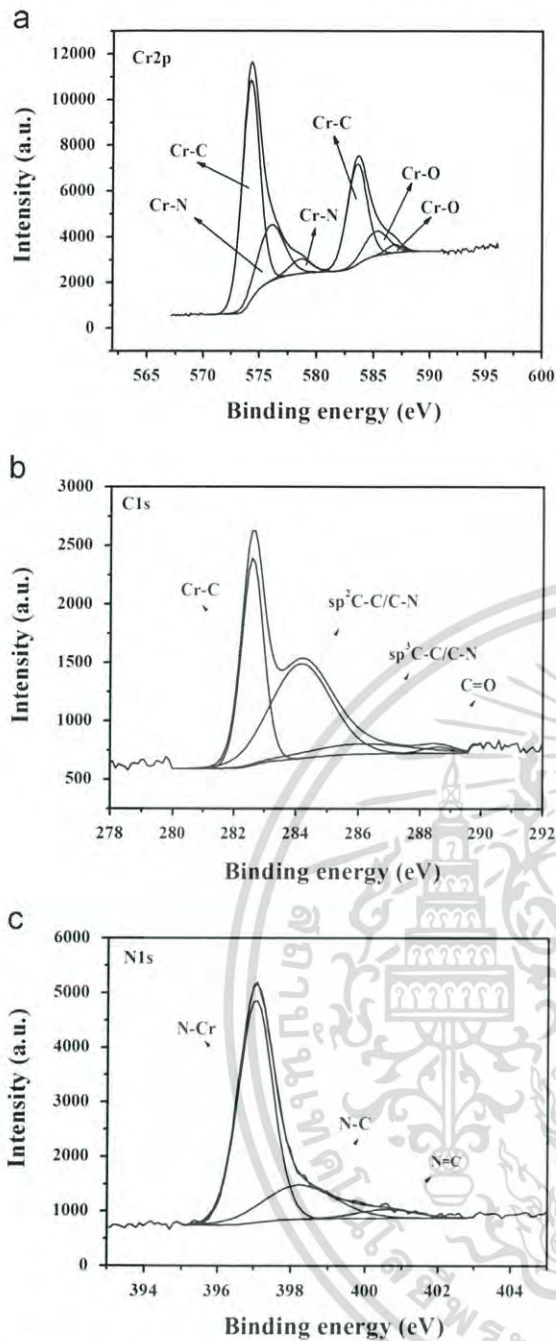 a
Cr2p
12000
10000
8000
6000
4000
2000
0
Intensity (a.u.)
Cr-C
Cr-N
Cr-N
Cr-C
Cr-O
Cr-O
565 570 575 580 585 590 595 600
Binding energy (eV)
b
C1s
3000
2500
2000
1500
1000
500
Intensity (a.u.)
Cr-C
sp²C-C/C-N
sp³C-C/C-N
C=O
278 280 282 284 286 288 290 292
Binding energy (eV)
c
N1s
6000
5000
4000
3000
2000
1000
0
Intensity (a.u.)
N-Cr
N-C
N=C
394 396 398 400 402 404
Binding energy (eV)